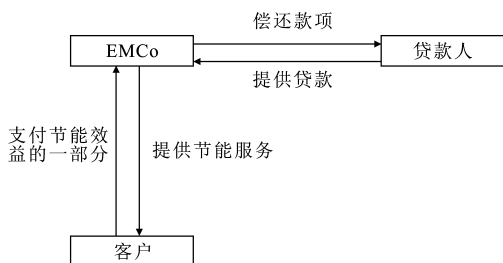 偿还款项
EMCo
贷款人
提供贷款
支付节能效
益的一部分
提供节能服务
客户